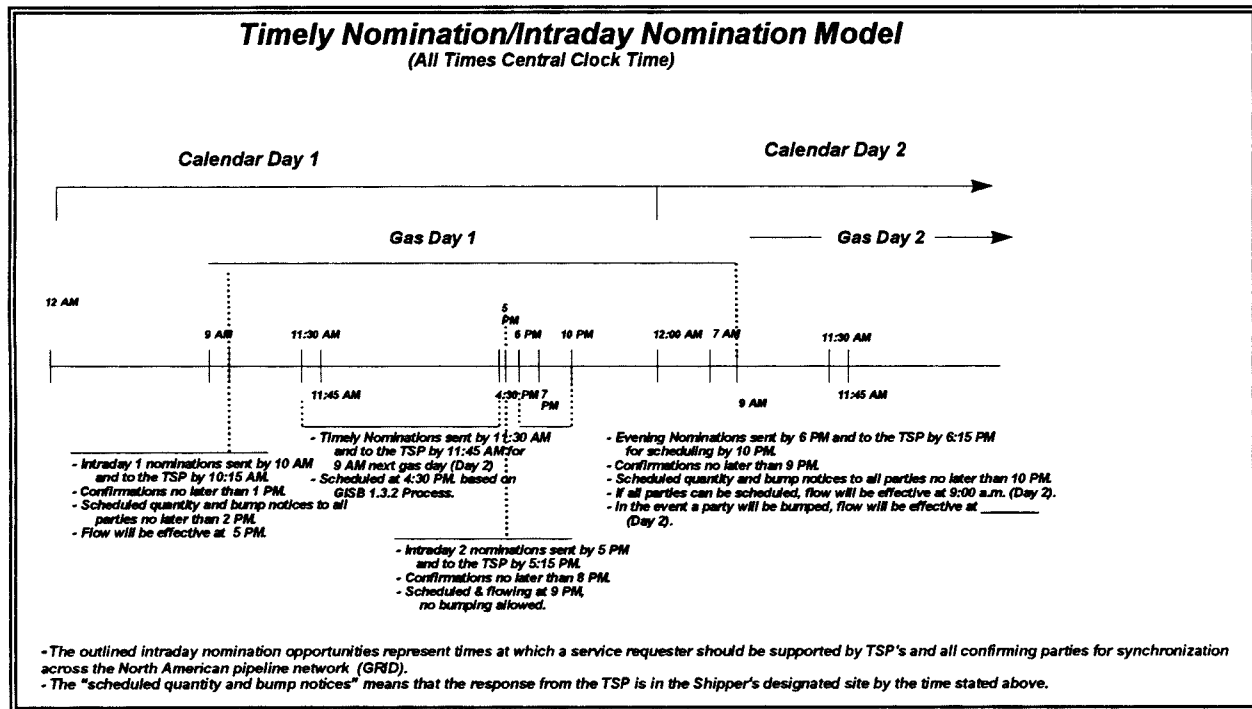 Timely Nomination/Intraday Nomination Model
(All Times Central Clock Time)
Calendar Day 1
Calendar Day 2
Gas Day 1
Gas Day 2
12 AM
9 AM
11:30 AM
5
PM
6 PM
10 PM
12:00 AM
7 AM
11:30 AM
11:45 AM
4:30 PM
7
PM
9 AM
11:45 AM
- Intraday 1 nominations sent by 10 AM
and to the TSP by 10:15 AM.
- Confirmations no later than 1 PM.
- Scheduled quantity and bump notices to all
parties no later than 2 PM.
- Flow will be effective at 5 PM.
- Timely Nominations sent by 11:30 AM
and to the TSP by 11:45 AM for
9 AM next gas day (Day 2)
- Scheduled at 4:30 PM. based on
GISB 1.3.2 Process.
- Intraday 2 nominations sent by 5 PM
and to the TSP by 5:15 PM.
- Confirmations no later than 8 PM.
- Scheduled & flowing at 9 PM,
no bumping allowed.
- Evening Nominations sent by 6 PM and to the TSP by 6:15 PM
for scheduling by 10 PM.
- Confirmations no later than 9 PM.
- Scheduled quantity and bump notices to all parties no later than 10 PM.
- If all parties can be scheduled, flow will be effective at 9:00 a.m. (Day 2).
- In the event a party will be bumped, flow will be effective at ________
(Day 2).
- The outlined intraday nomination opportunities represent times at which a service requester should be supported by TSP's and all confirming parties for synchronization
across the North American pipeline network (GRID).
- The "scheduled quantity and bump notices" means that the response from the TSP is in the Shipper's designated site by the time stated above.